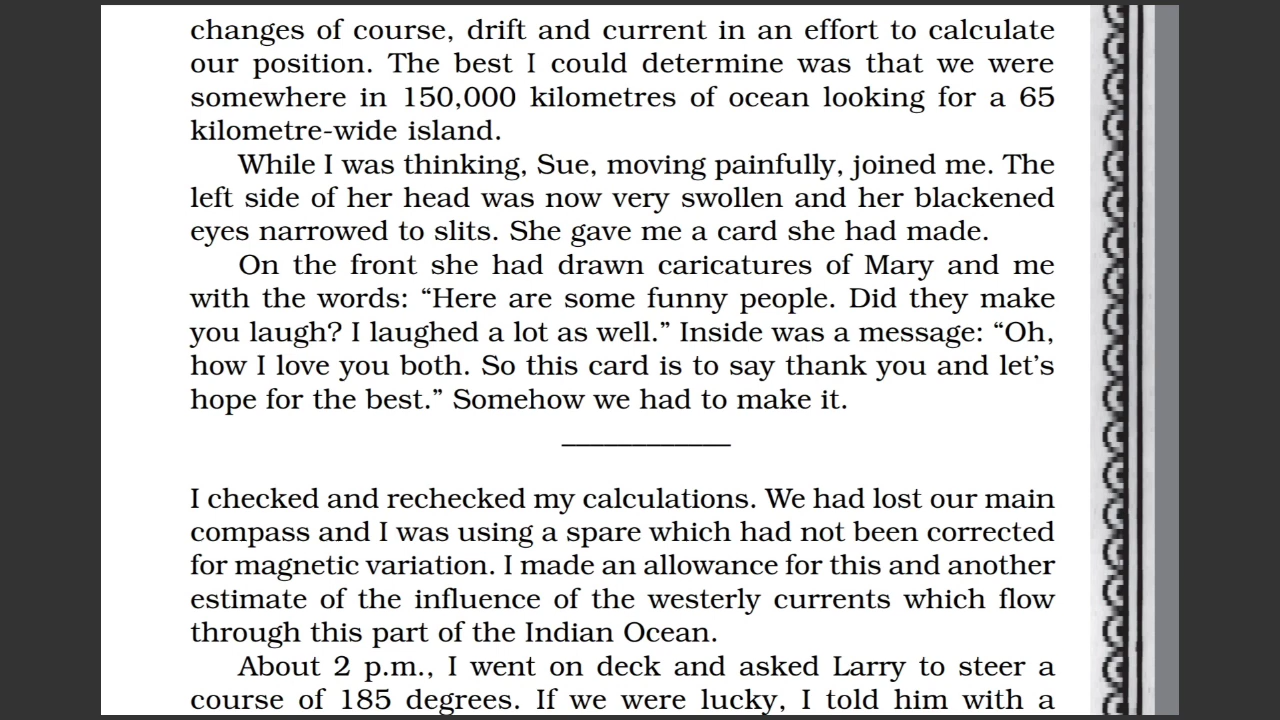 changes of course, drift and current in an effort to calculate
our position. The best I could determine was that we were
somewhere in 150,000 kilometres of ocean looking for a 65
kilometre-wide island.
While I was thinking, Sue, moving painfully, joined me. The
left side of her head was now very swollen and her blackened
eyes narrowed to slits. She gave me a card she had made.
On the front she had drawn caricatures of Mary and me
with the words: “Here are some funny people. Did they make
you laugh? I laughed a lot as well.” Inside was a message: “Oh,
how I love you both. So this card is to say thank you and let’s
hope for the best.” Somehow we had to make it.
I checked and rechecked my calculations. We had lost our main
compass and I was using a spare which had not been corrected
for magnetic variation. I made an allowance for this and another
estimate of the influence of the westerly currents which flow
through this part of the Indian Ocean.
About 2 p.m., I went on deck and asked Larry to steer a
course of 185 degrees. If we were lucky, I told him with a